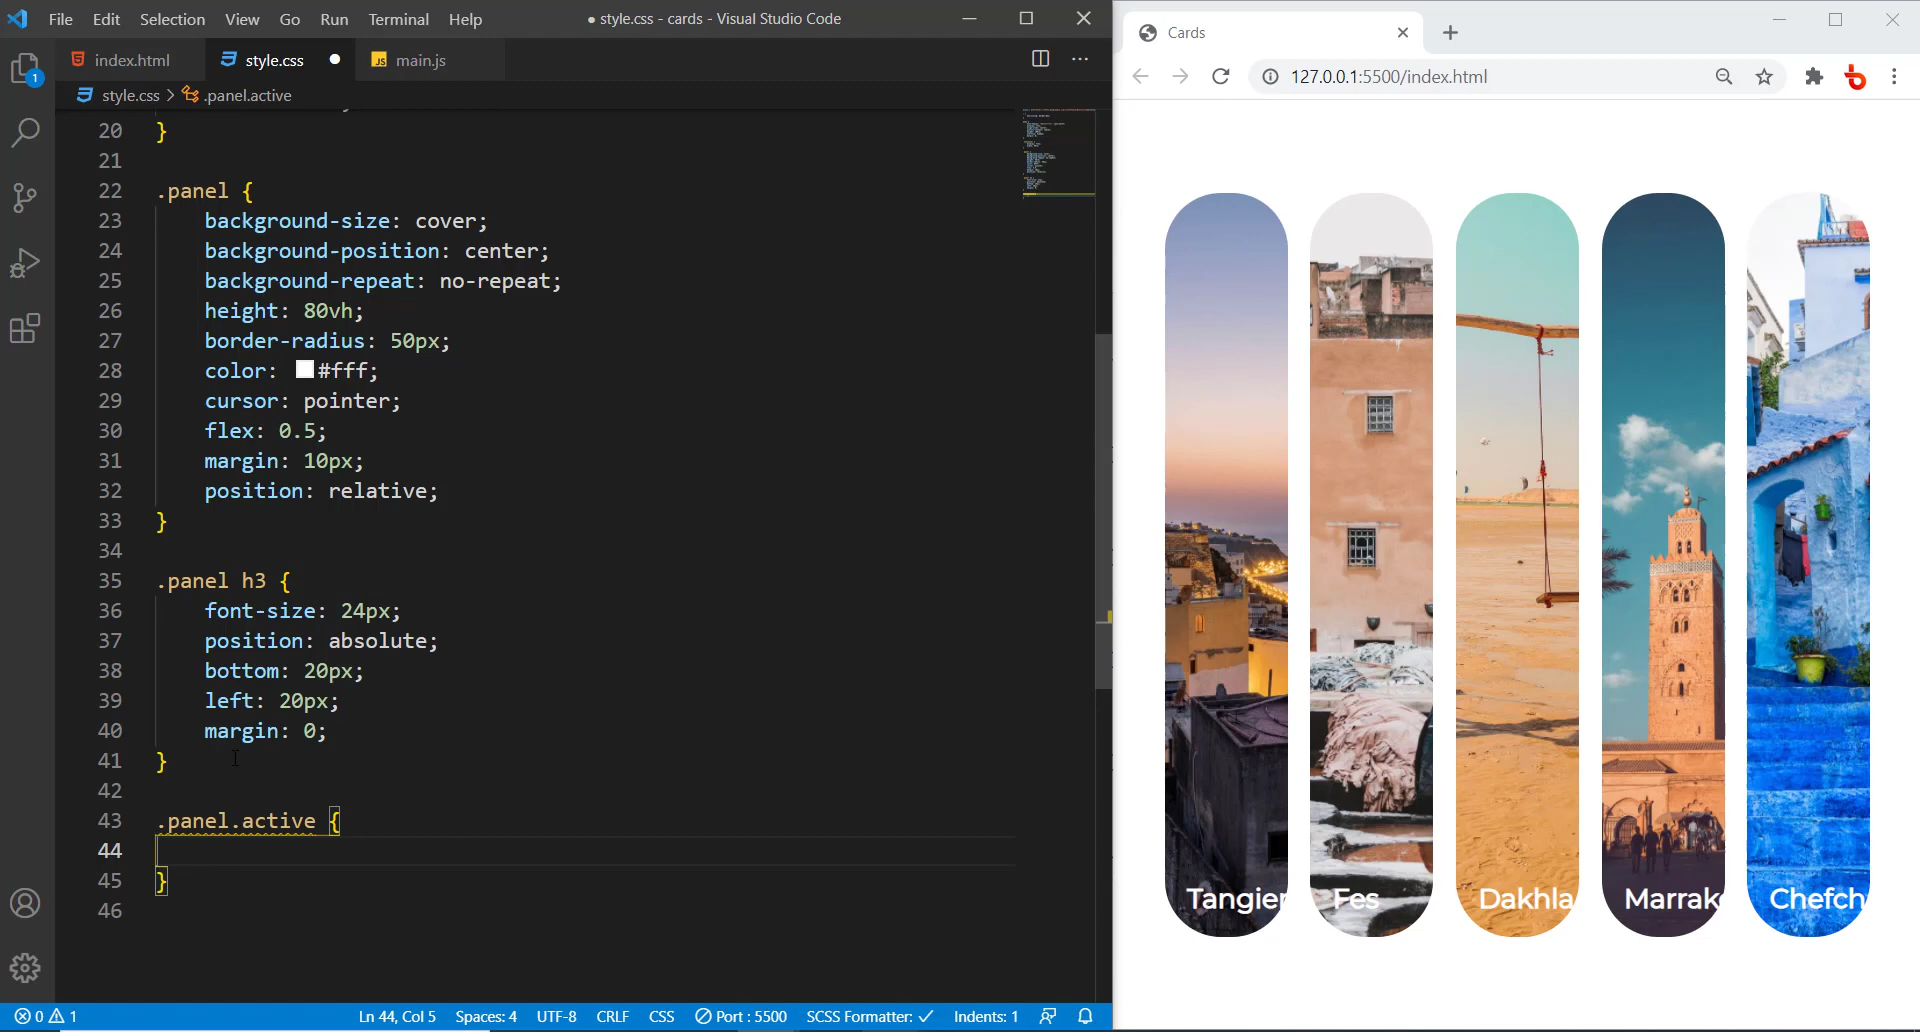 File Edit Selection View Go Run Terminal Help
● style.css - cards - Visual Studio Code
index.html
style.css ●
JS main.js
style.css > .panel.active
1
20 }
21
22 .panel {
23 background-size: cover;
24 background-position: center;
25 background-repeat: no-repeat;
26 height: 80vh;
27 border-radius: 50px;
28 color: #fff;
29 cursor: pointer;
30 flex: 0.5;
31 margin: 10px;
32 position: relative;
33 }
34
35 .panel h3 {
36 font-size: 24px;
37 position: absolute;
38 bottom: 20px;
39 left: 20px;
40 margin: 0;
41 }
42
43 .panel.active {
44
45 }
46
0 1
Ln 44, Col 5
Spaces: 4
UTF-8
CRLF
CSS
Port : 5500
SCSS Formatter: ✓
Indents: 1
Cards
127.0.0.1:5500/index.html
Tangier
Fes
Dakhla
Marrak
Chefch